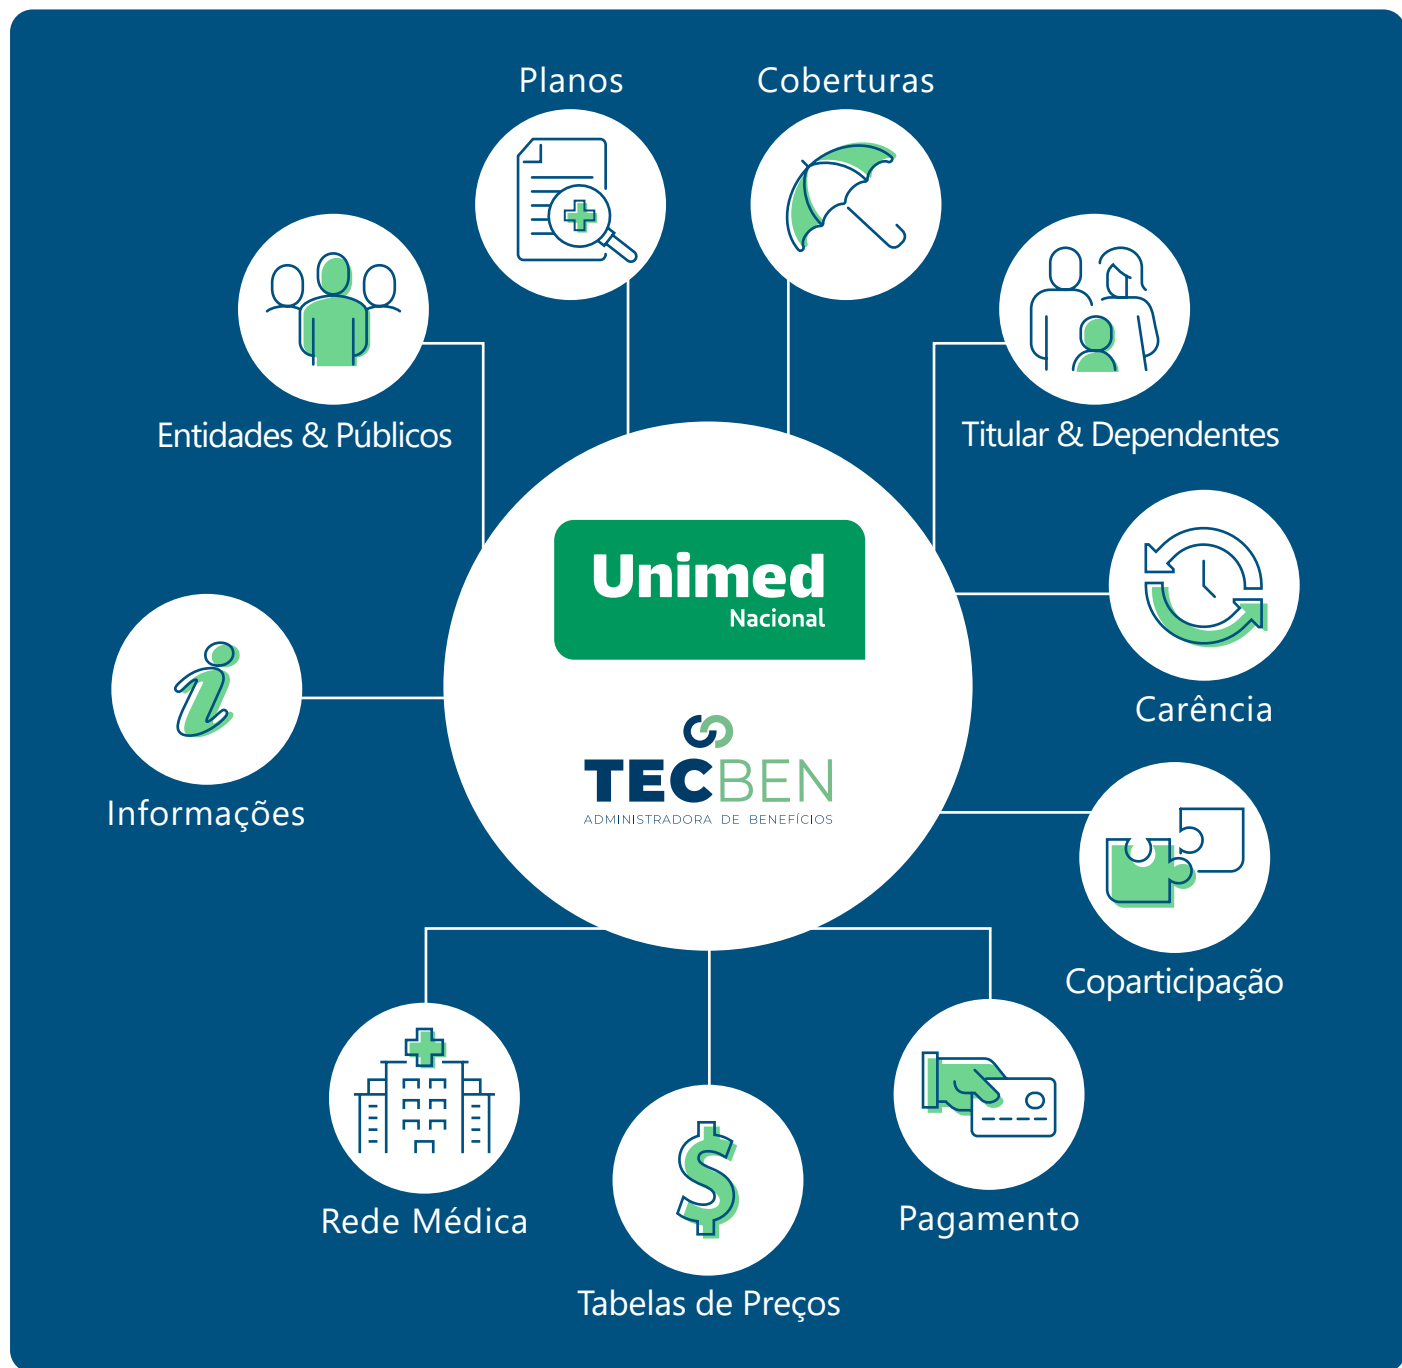 Planos
Coberturas
Entidades & Públicos
Titular & Dependentes
Unimed
Nacional
Carência
Informações
TECBEN
ADMINISTRADORA DE BENEFÍCIOS
Coparticipação
Rede Médica
Pagamento
Tabelas de Preços